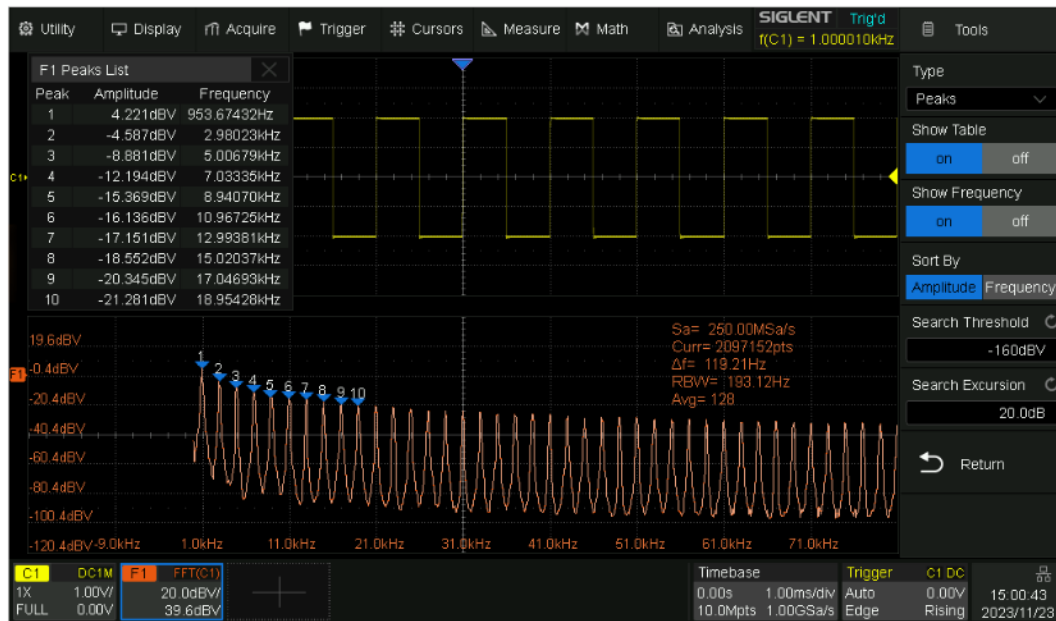 Utility Display Acquire Trigger Cursors Measure Math Analysis SIGLENT Trig'd Tools
f(C1) = 1.000010kHz
F1 Peaks List
Peak Amplitude Frequency
1 4.221dBV 953.67432Hz
2 -4.587dBV 2.98023kHz
3 -8.881dBV 5.00679kHz
4 -12.194dBV 7.03335kHz
5 -15.369dBV 8.94070kHz
6 -16.136dBV 10.96725kHz
7 -17.151dBV 12.99381kHz
8 -18.552dBV 15.02037kHz
9 -20.345dBV 17.04693kHz
10 -21.281dBV 18.95428kHz
C1
Type
Peaks
Show Table
on off
Show Frequency
on off
Sort By
Amplitude Frequency
Search Threshold
-160dBV
Search Excursion
20.0dB
Return
Sa= 250.00MSa/s
Curr= 2097152pts
Δf= 119.21Hz
RBW= 193.12Hz
Avg= 128
F1
19.6dBV
-0.4dBV
-20.4dBV
-40.4dBV
-60.4dBV
-80.4dBV
-100.4dBV
-120.4dBV
1 2 3 4 5 6 7 8 9 10
-9.0kHz 1.0kHz 11.0kHz 21.0kHz 31.0kHz 41.0kHz 51.0kHz 61.0kHz 71.0kHz
C1 DC1M
1X 1.00V/
FULL 0.00V
F1 FFT(C1)
20.0dBV/
39.6dBV
Timebase
0.00s 1.00ms/div
10.0Mpts 1.00GSa/s
Trigger C1 DC
Auto 0.00V
Edge Rising
15:00:43
2023/11/23